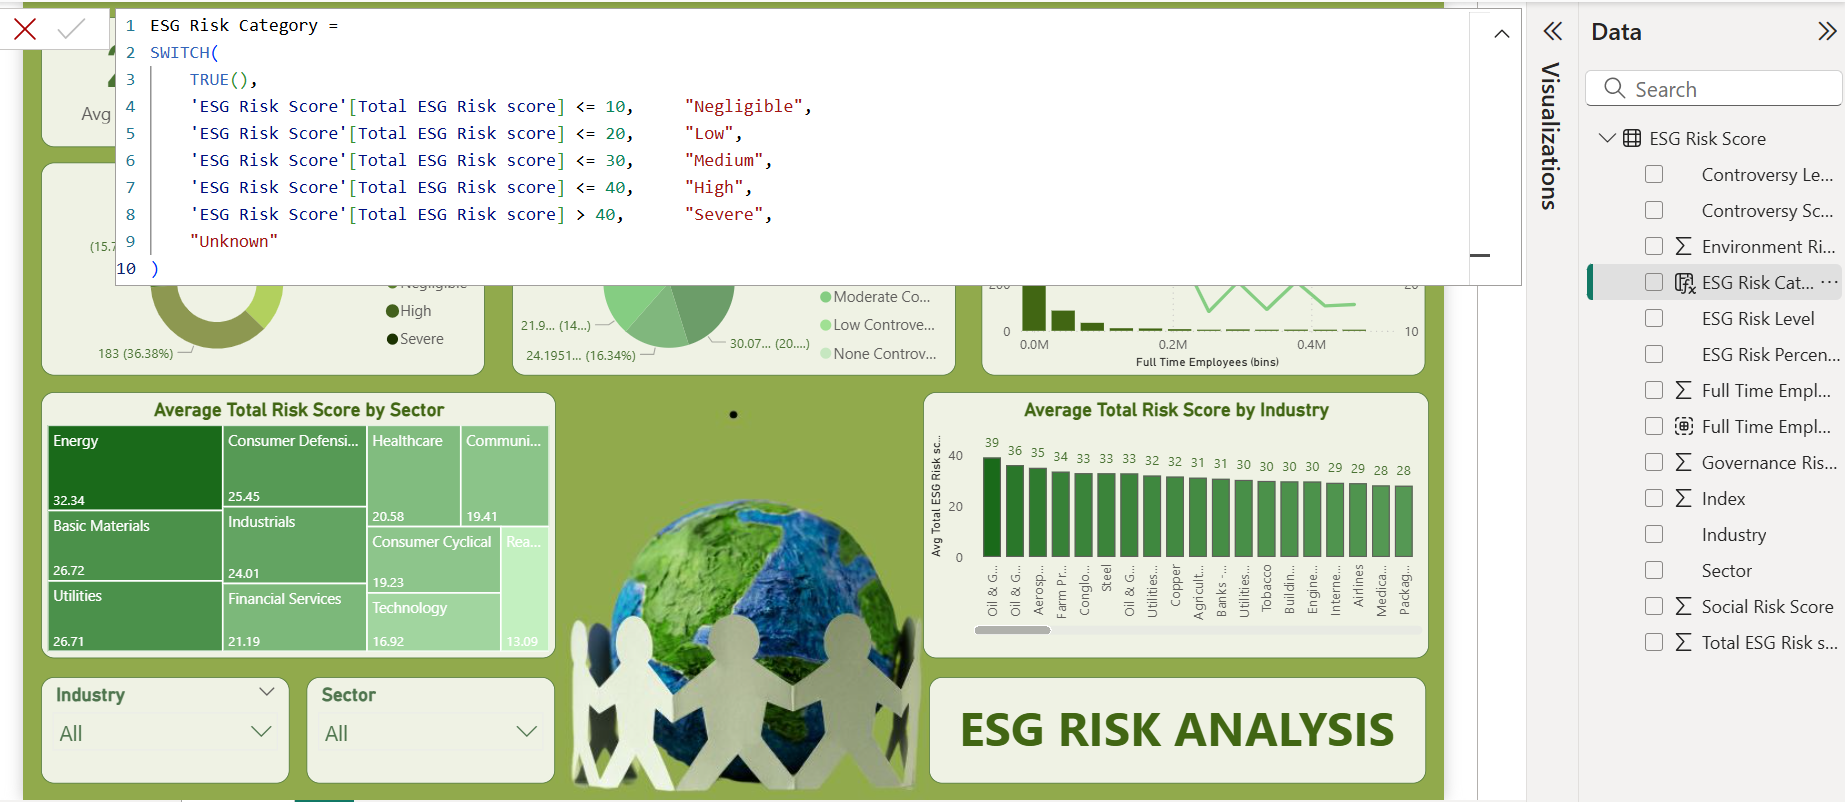 1 ESG Risk Category =
2 SWITCH(
3 TRUE(),
4 'ESG Risk Score'[Total ESG Risk score] <= 10, "Negligible",
5 'ESG Risk Score'[Total ESG Risk score] <= 20, "Low",
6 'ESG Risk Score'[Total ESG Risk score] <= 30, "Medium",
7 'ESG Risk Score'[Total ESG Risk score] <= 40, "High",
8 'ESG Risk Score'[Total ESG Risk score] > 40, "Severe",
9 "Unknown"
10 )
Avg
(15.7
Negligible
High
Severe
183 (36.38%)
21.9... (14...)
24.1951... (16.34%)
30.07... (20....)
Moderate Co...
Low Controve...
None Controv...
200
0
20
10
0.0M
0.2M
0.4M
Full Time Employees (bins)
Average Total Risk Score by Sector
Energy
32.34
Basic Materials
26.72
Utilities
26.71
Consumer Defensi...
25.45
Industrials
24.01
Financial Services
21.19
Healthcare
20.58
Communi...
19.41
Consumer Cyclical
19.23
Technology
16.92
Rea...
13.09
Average Total Risk Score by Industry
Avg Total ESG Risk sc...
40
20
0
39 36 35 34 33 33 33 32 32 31 31 30 30 30 30 29 29 28 28
Oil & G...
Oil & G...
Aerosp...
Farm Pr...
Conglo...
Steel
Oil & G...
Utilities...
Copper
Agricult...
Banks -...
Utilities...
Tobacco
Buildin...
Engine...
Interne...
Airlines
Medica...
Packag...
Industry
All
Sector
All
ESG RISK ANALYSIS
Visualizations
Data
Search
ESG Risk Score
Controversy Le...
Controversy Sc...
Environment Ri...
ESG Risk Cat...
ESG Risk Level
ESG Risk Percen...
Full Time Empl...
Full Time Empl...
Governance Ris...
Index
Industry
Sector
Social Risk Score
Total ESG Risk s...